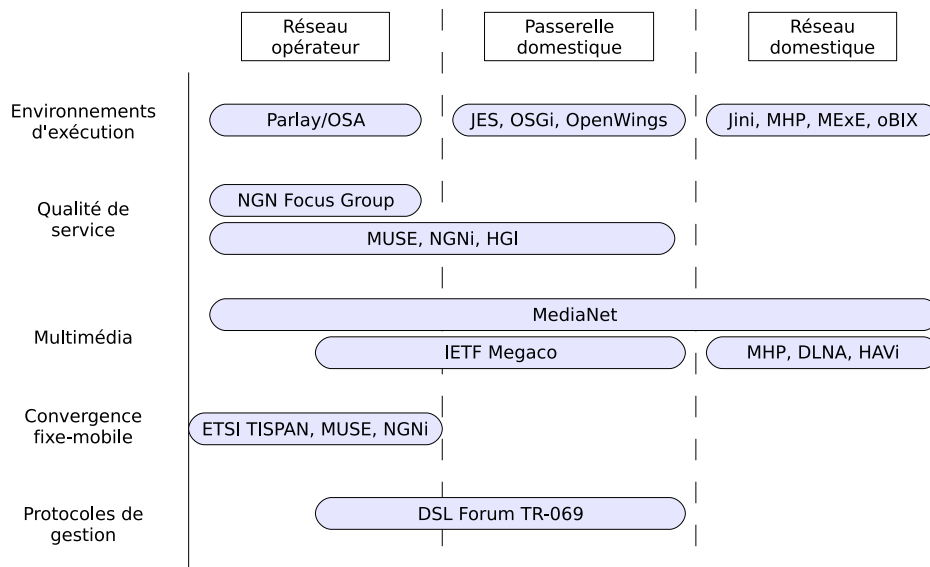 Réseau
opérateur
Passerelle
domestique
Réseau
domestique
Environnements
d'exécution
Parlay/OSA
JES, OSGi, OpenWings
Jini, MHP, MExE, oBIX
Qualité de
service
NGN Focus Group
MUSE, NGNi, HGI
Multimédia
MediaNet
IETF Megaco
MHP, DLNA, HAVi
Convergence
fixe-mobile
ETSI TISPAN, MUSE, NGNi
Protocoles de
gestion
DSL Forum TR-069